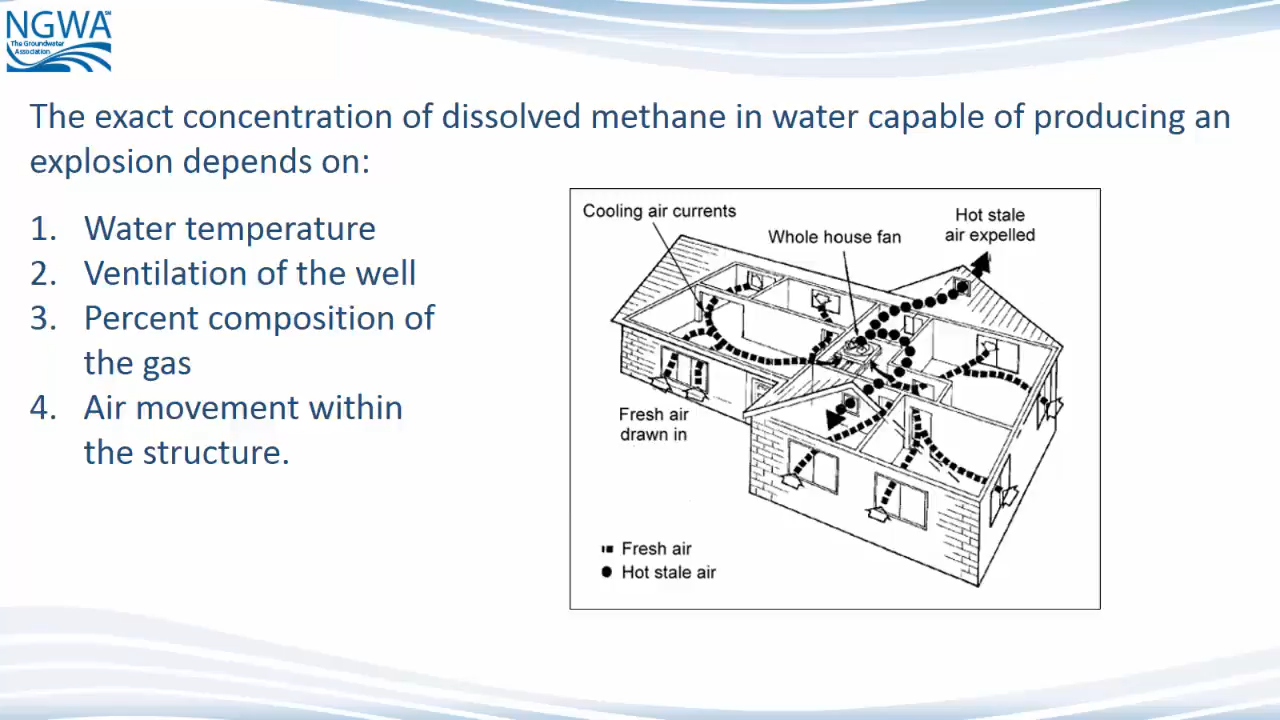 NGWA
The Groundwater
Association
The exact concentration of dissolved methane in water capable of producing an
explosion depends on:
1. Water temperature
2. Ventilation of the well
3. Percent composition of
the gas
4. Air movement within
the structure.
Cooling air currents
Whole house fan
Hot stale
air expelled
Fresh air
drawn in
Fresh air
Hot stale air